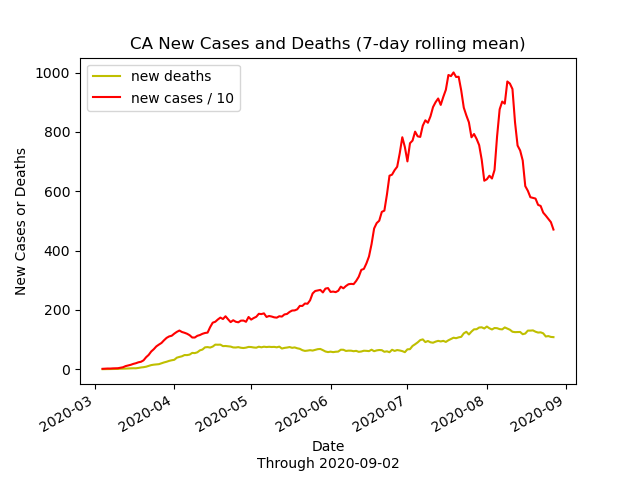 CA New Cases and Deaths (7-day rolling mean)
new deaths
new cases / 10
New Cases or Deaths
1000
800
600
400
200
0
2020-03
2020-04
2020-05
2020-06
2020-07
2020-08
2020-09
Date
Through 2020-09-02